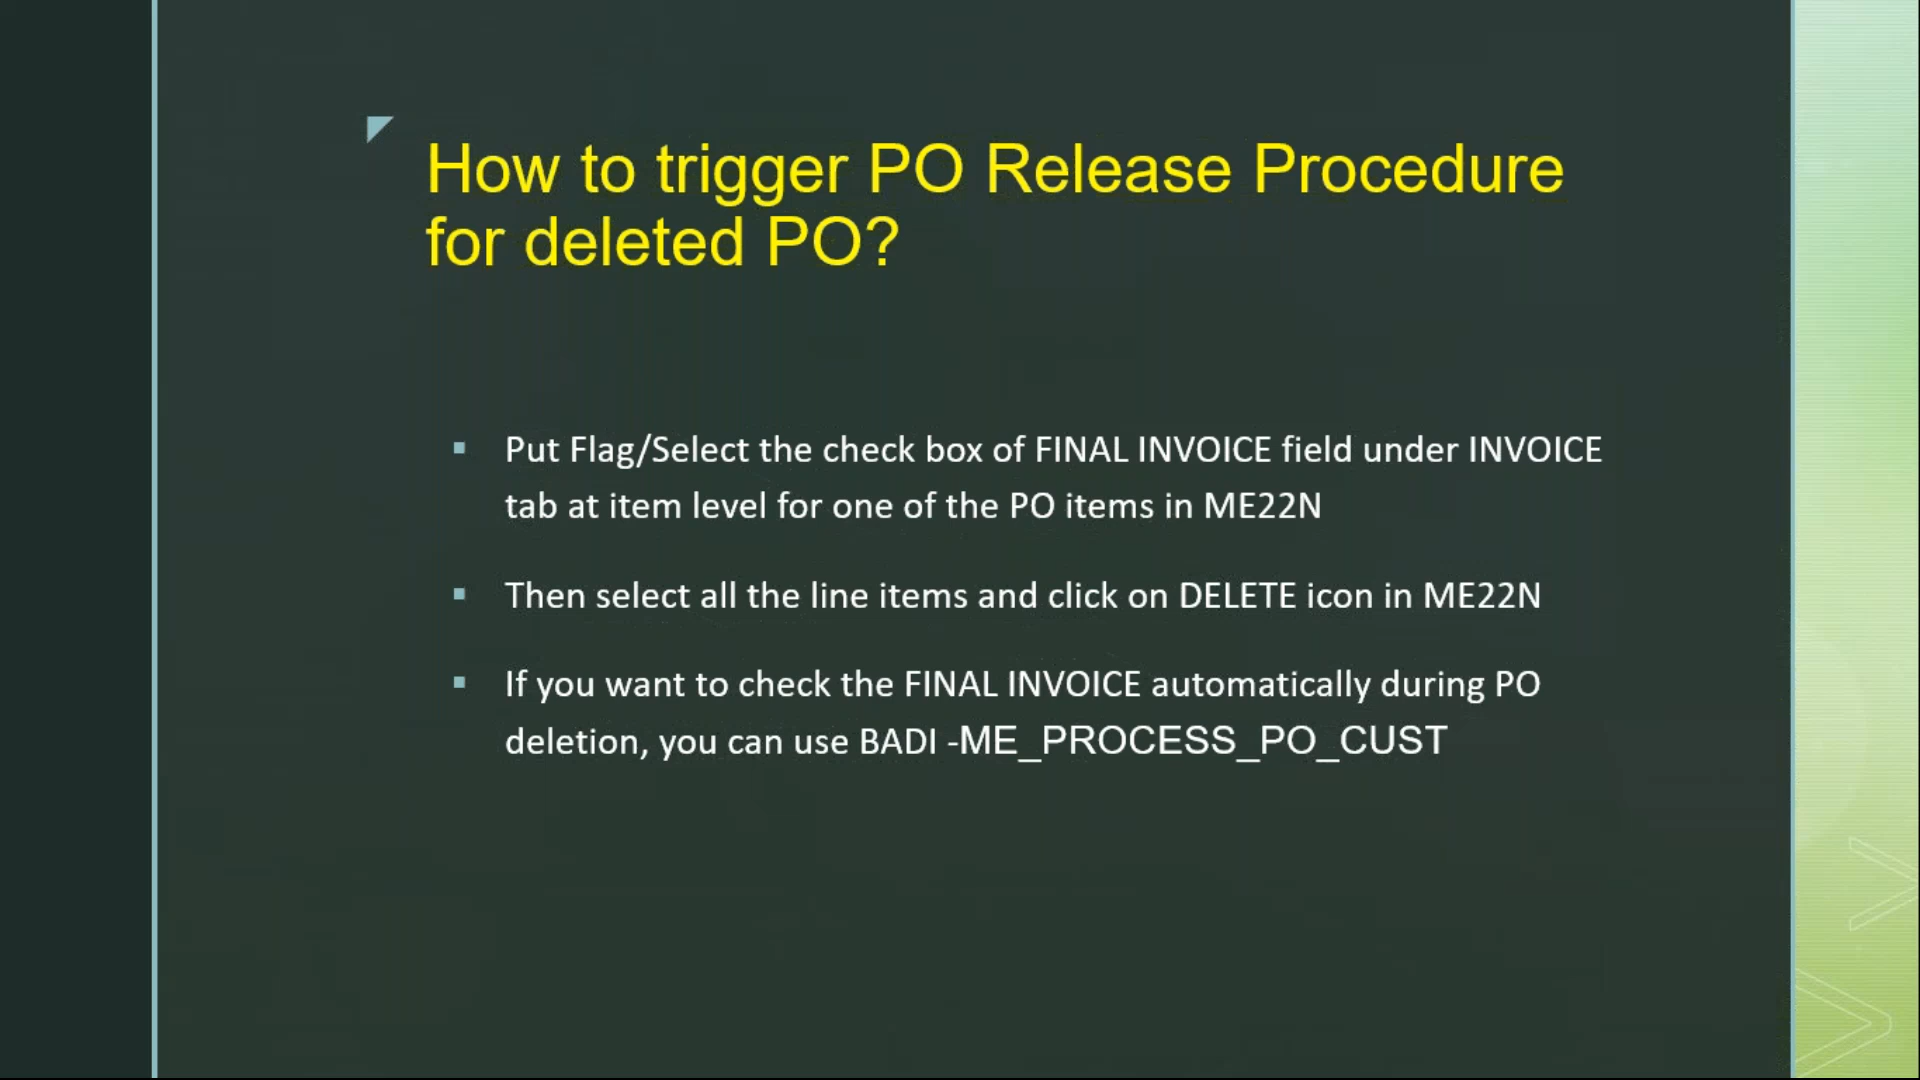 How to trigger PO Release Procedure
for deleted PO?
▪ Put Flag/Select the check box of FINAL INVOICE field under INVOICE
tab at item level for one of the PO items in ME22N
▪ Then select all the line items and click on DELETE icon in ME22N
▪ If you want to check the FINAL INVOICE automatically during PO
deletion, you can use BADI -ME_PROCESS_PO_CUST